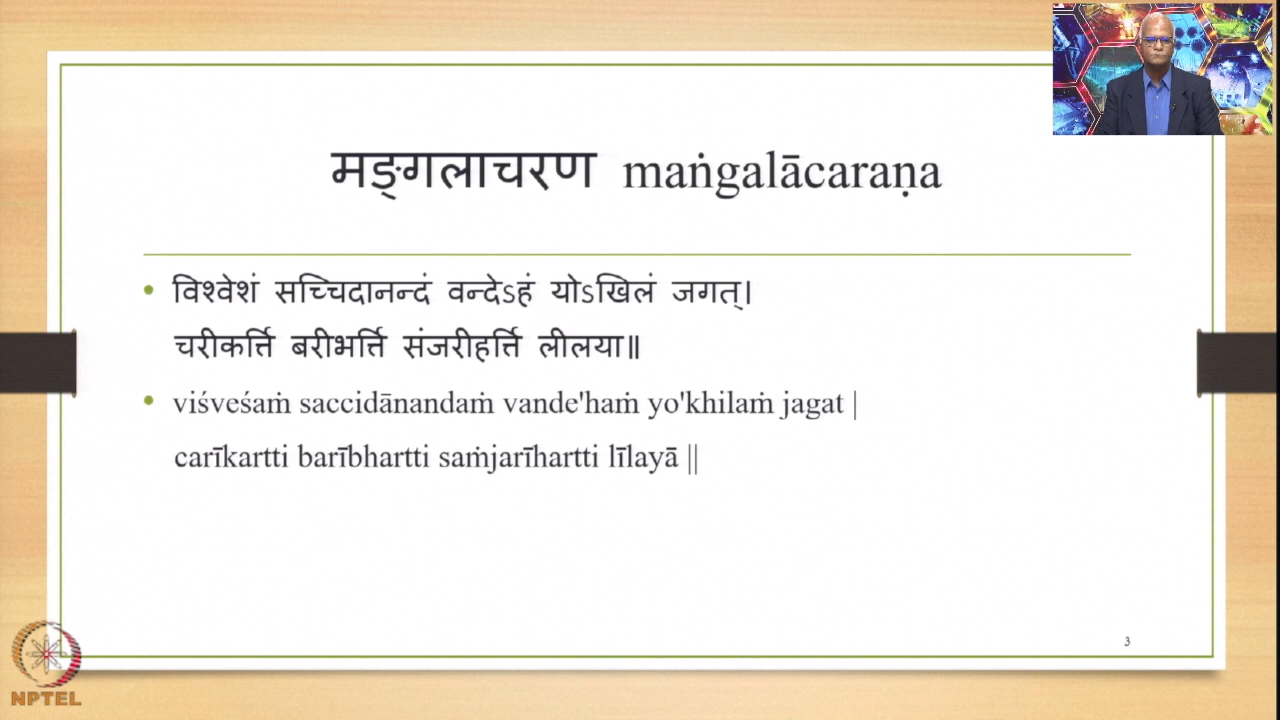 मङ्गलाचरण maṅgalācaraṇa
• विश्वेशं सच्चिदानन्दं वन्देऽहं योऽखिलं जगत्।
चरीकर्त्ति बरीभर्त्ति संजरीहर्त्ति लीलया॥
• viśveśaṁ saccidānandaṁ vande'haṁ yo'khilaṁ jagat |
carīkartti barībhartti saṁjarīhartti līlayā ||
3
NPTEL